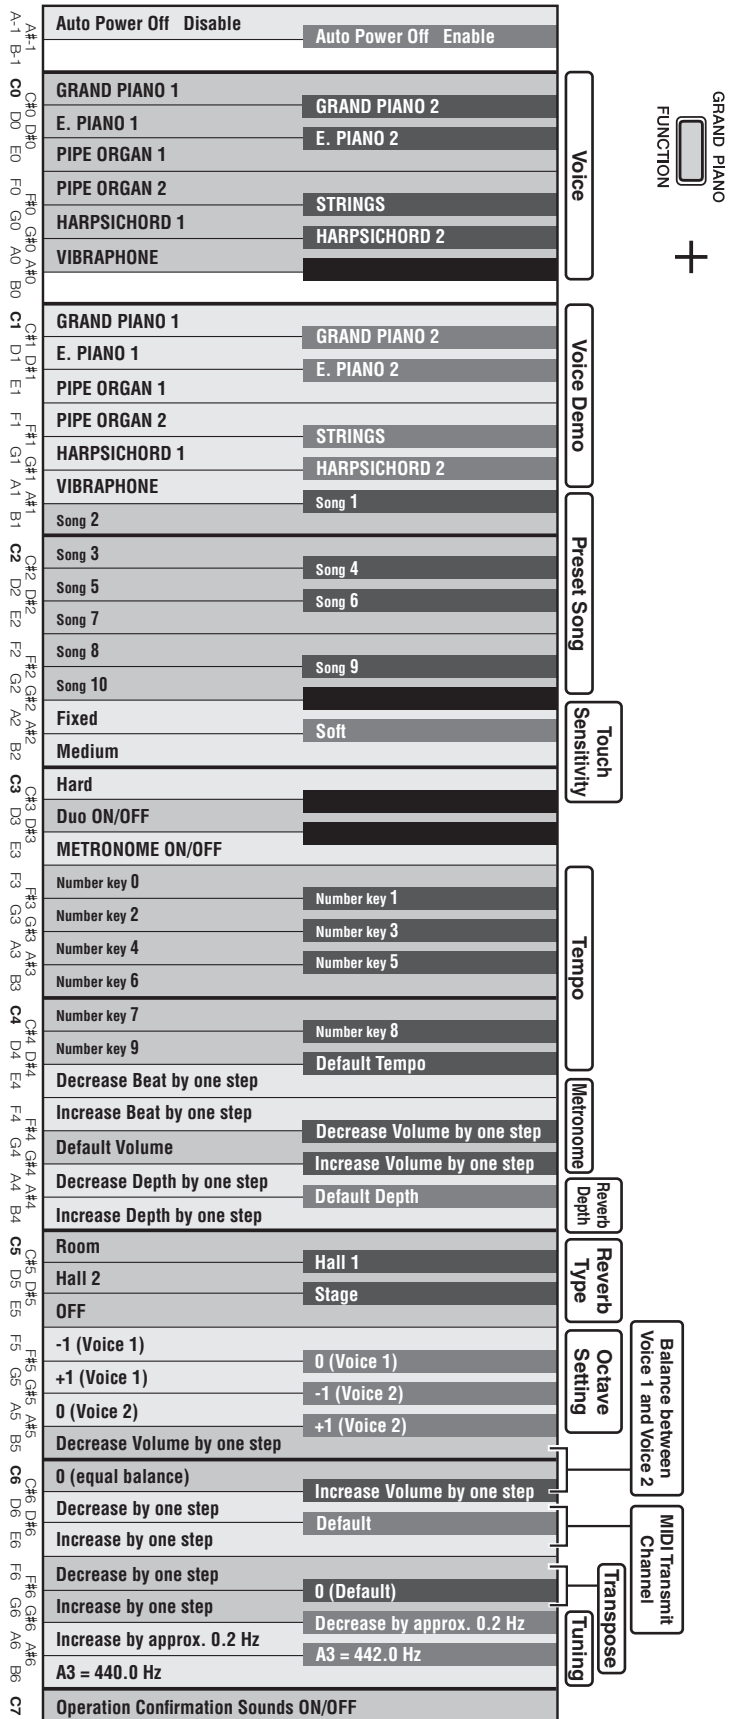 Auto Power Off Disable
Auto Power Off Enable
A-1 A#-1 B-1
GRAND PIANO
FUNCTION
+
Voice
GRAND PIANO 1
GRAND PIANO 2
E. PIANO 1
E. PIANO 2
PIPE ORGAN 1
PIPE ORGAN 2
STRINGS
HARPSICHORD 1
HARPSICHORD 2
VIBRAPHONE
C0 C#0 D0 D#0 E0 F0 F#0 G0 G#0 A0 A#0 B0
Voice Demo
GRAND PIANO 1
GRAND PIANO 2
E. PIANO 1
E. PIANO 2
PIPE ORGAN 1
PIPE ORGAN 2
STRINGS
HARPSICHORD 1
HARPSICHORD 2
VIBRAPHONE
C1 C#1 D1 D#1 E1 F1 F#1 G1 G#1 A1 A#1 B1
Preset Song
Song 1
Song 2
Song 3
Song 4
Song 5
Song 6
Song 7
Song 8
Song 9
Song 10
C2 C#2 D2 D#2 E2 F2 F#2 G2 G#2 A2 A#2 B2
Touch
Sensitivity
Fixed
Soft
Medium
Hard
Duo ON/OFF
METRONOME ON/OFF
C3 C#3 D3 D#3 E3 F3 F#3 G3 G#3 A3 A#3 B3
Tempo
Number key 0
Number key 1
Number key 2
Number key 3
Number key 4
Number key 5
Number key 6
Number key 7
Number key 8
Number key 9
Default Tempo
C4 C#4 D4 D#4 E4 F4 F#4 G4 G#4 A4 A#4 B4
Metronome
Decrease Beat by one step
Increase Beat by one step
Decrease Volume by one step
Default Volume
Increase Volume by one step
Reverb
Depth
Decrease Depth by one step
Default Depth
Increase Depth by one step
Reverb
Type
Room
Hall 1
Hall 2
Stage
OFF
C5 C#5 D5 D#5 E5 F5 F#5 G5 G#5 A5 A#5 B5
Octave
Setting
-1 (Voice 1)
0 (Voice 1)
+1 (Voice 1)
-1 (Voice 2)
0 (Voice 2)
+1 (Voice 2)
Balance between
Voice 1 and Voice 2
Decrease Volume by one step
0 (equal balance)
Increase Volume by one step
C6 C#6 D6 D#6 E6 F6 F#6 G6 G#6 A6 A#6 B6
MIDI Transmit
Channel
Decrease by one step
Default
Increase by one step
Transpose
Decrease by one step
0 (Default)
Increase by one step
Tuning
Decrease by approx. 0.2 Hz
Increase by approx. 0.2 Hz
A3 = 442.0 Hz
A3 = 440.0 Hz
C7
Operation Confirmation Sounds ON/OFF